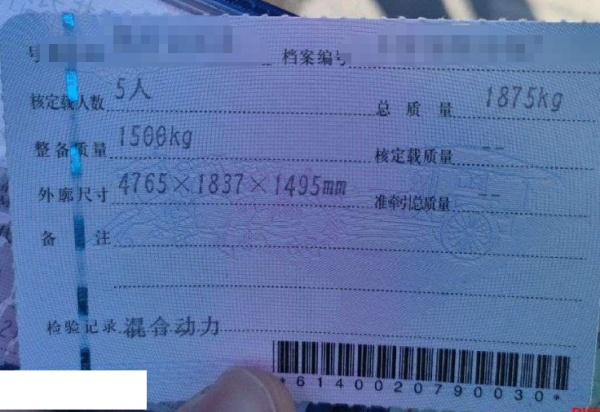 号
档案编号
核定载人数 5人 总质量 1875kg
整备质量 1500kg 核定载质量 --
外廓尺寸 4765×1837×1495mm 准牵引总质量 --
备注
检验记录 混合动力
*6140020790030*